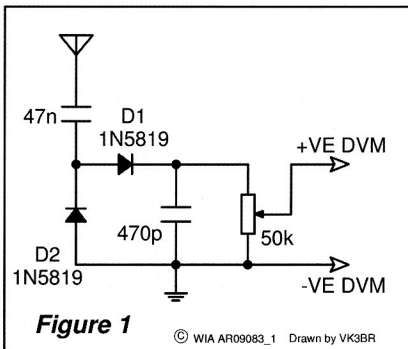 47n
D1
1N5819
+VE DVM
470p
50k
D2
1N5819
-VE DVM
Figure 1
© WIA AR09083_1 Drawn by VK3BR